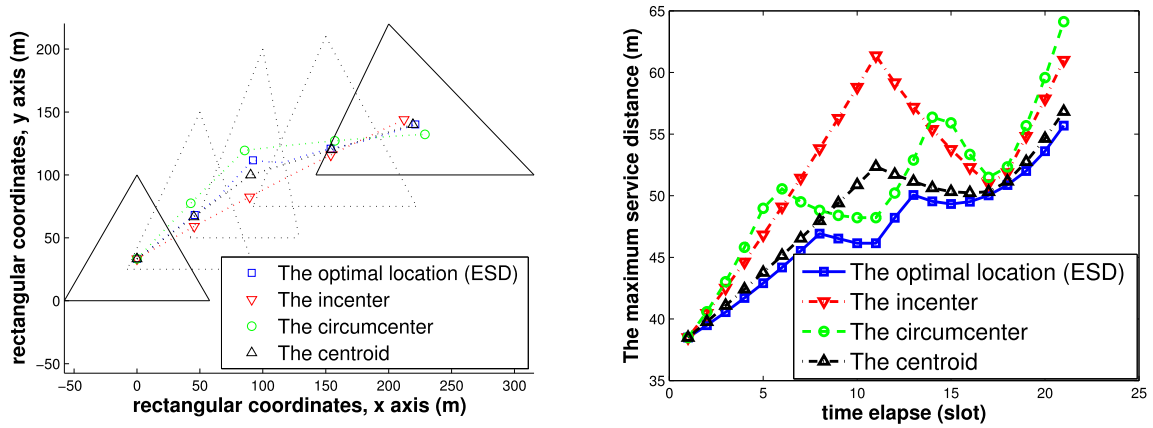 rectangular coordinates, y axis (m)
200
150
100
50
0
−50
−50 0 50 100 150 200 250 300
rectangular coordinates, x axis (m)
The optimal location (ESD)
The incenter
The circumcenter
The centroid
The maximum service distance (m)
65
60
55
50
45
40
35
0 5 10 15 20 25
time elapse (slot)
The optimal location (ESD)
The incenter
The circumcenter
The centroid